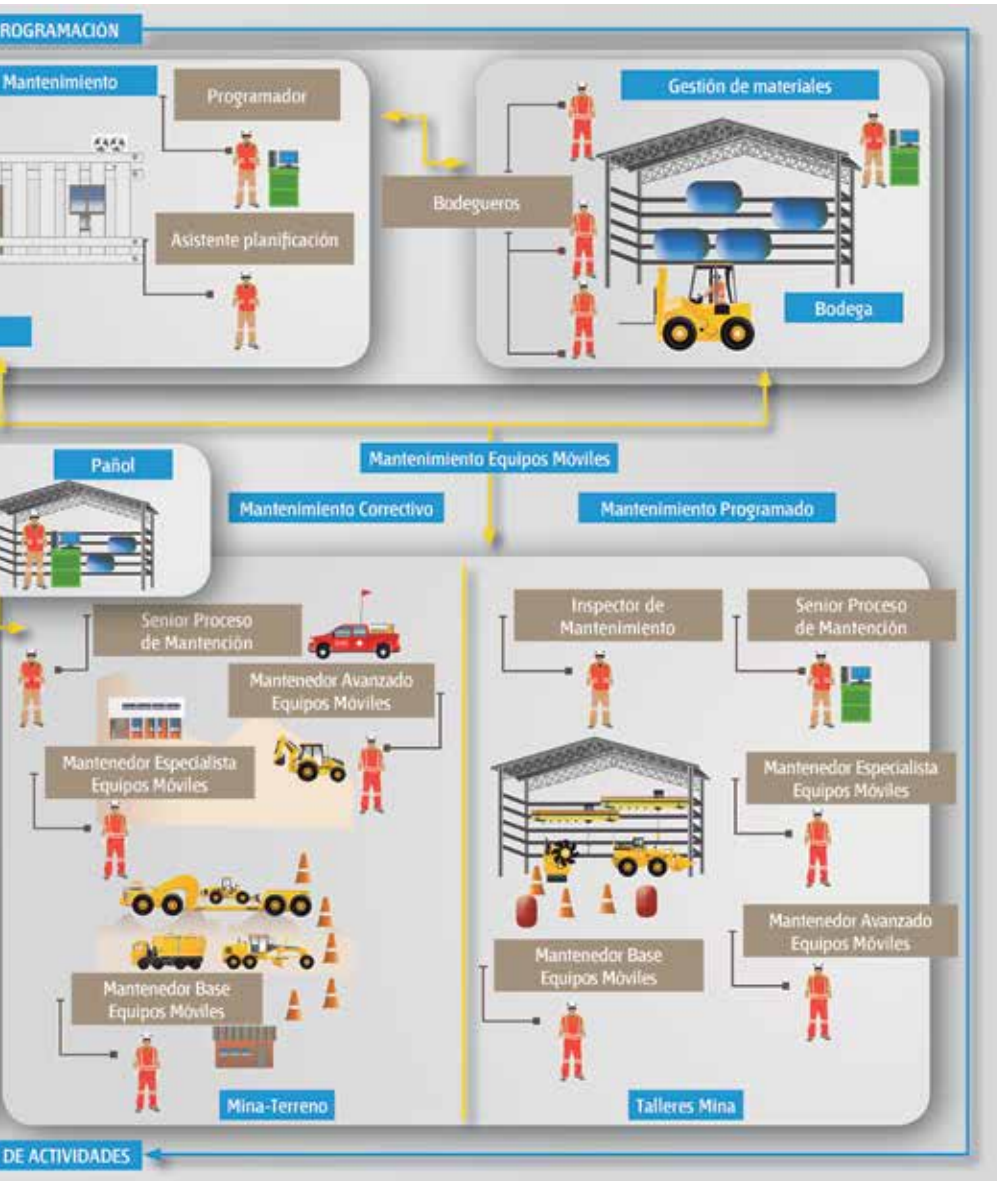 ROGRAMACIÓN
Mantenimiento
Programador
Asistente planificación
Gestión de materiales
Bodegueros
Bodega
Mantenimiento Equipos Móviles
Pañol
Mantenimiento Correctivo
Mantenimiento Programado
Senior Proceso
de Mantención
Mantenedor Avanzado
Equipos Móviles
Mantenedor Especialista
Equipos Móviles
Mantenedor Base
Equipos Móviles
Mina-Terreno
Inspector de
Mantenimiento
Senior Proceso
de Mantención
Mantenedor Especialista
Equipos Móviles
Mantenedor Avanzado
Equipos Móviles
Mantenedor Base
Equipos Móviles
Talleres Mina
DE ACTIVIDADES